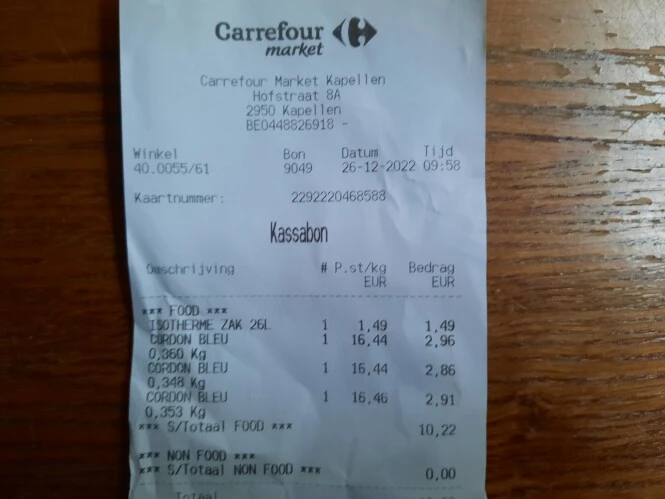 Carrefour
market
Carrefour Market Kapellen
Hofstraat 8A
2950 Kapellen
BE0448826918 -
Winkel Bon Datum Tijd
40.0055/61 9049 26-12-2022 09:58
Kaartnummer: 2292220468588
Kassabon
Omschrijving # P.st/kg Bedrag
EUR EUR
*** FOOD ***
ISOTHERME ZAK 26L 1 1,49 1,49
CORDON BLEU 1 16,44 2,96
0,360 Kg
CORDON BLEU 1 16,44 2,86
0,348 Kg
CORDON BLEU 1 16,46 2,91
0,353 Kg
*** S/Totaal FOOD *** 10,22
*** NON FOOD ***
*** S/Totaal NON FOOD *** 0,00
Totaal